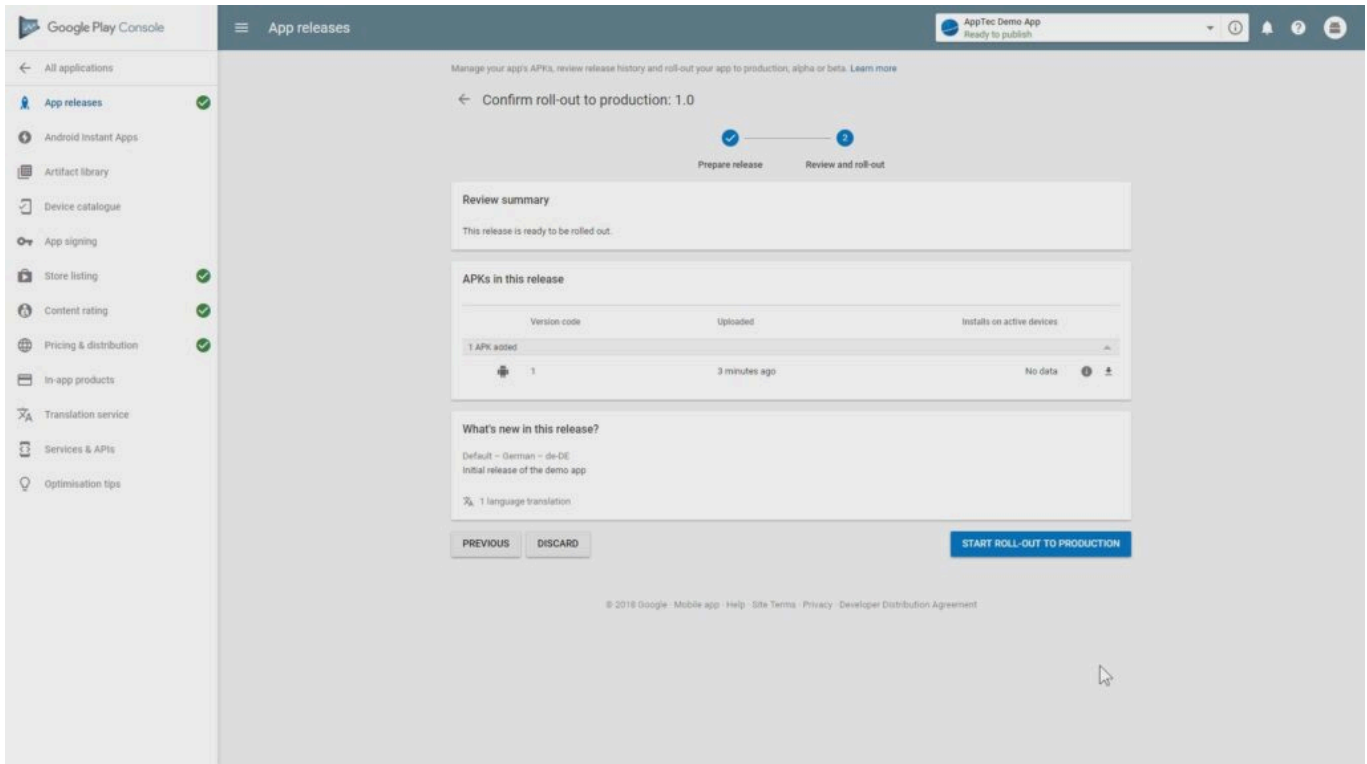 Google Play Console
App releases
AppTec Demo App
Ready to publish
All applications
App releases
Android Instant Apps
Artifact library
Device catalogue
App signing
Store listing
Content rating
Pricing & distribution
In-app products
Translation service
Services & APIs
Optimisation tips
Manage your app's APKs, review release history and roll-out your app to production, alpha or beta. Learn more
Confirm roll-out to production: 1.0
2
Prepare release Review and roll-out
Review summary
This release is ready to be rolled out.
APKs in this release
Version code Uploaded Installs on active devices
1 APK added
1 3 minutes ago No data
What's new in this release?
Default – German – de-DE
Initial release of the demo app
1 language translation
PREVIOUS DISCARD START ROLL-OUT TO PRODUCTION
© 2018 Google · Mobile app · Help · Site Terms · Privacy · Developer Distribution Agreement